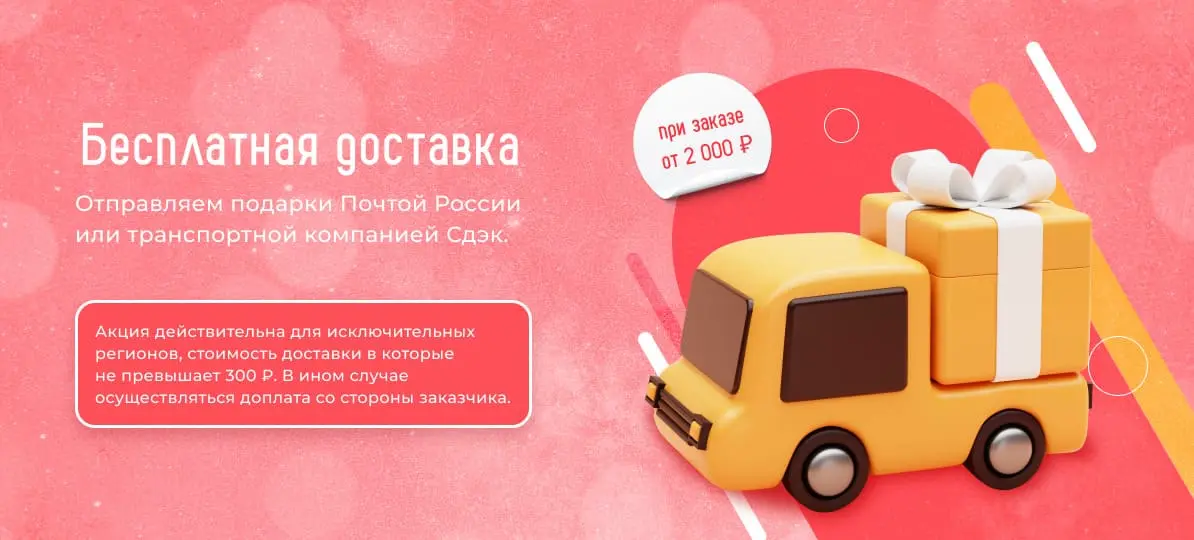 Бесплатная доставка
Отправляем подарки Почтой России
или транспортной компанией Сдэк.
Акция действительна для исключительных
регионов, стоимость доставки в которые
не превышает 300 ₽. В ином случае
осуществляться доплата со стороны заказчика.
при заказе
от 2 000 ₽